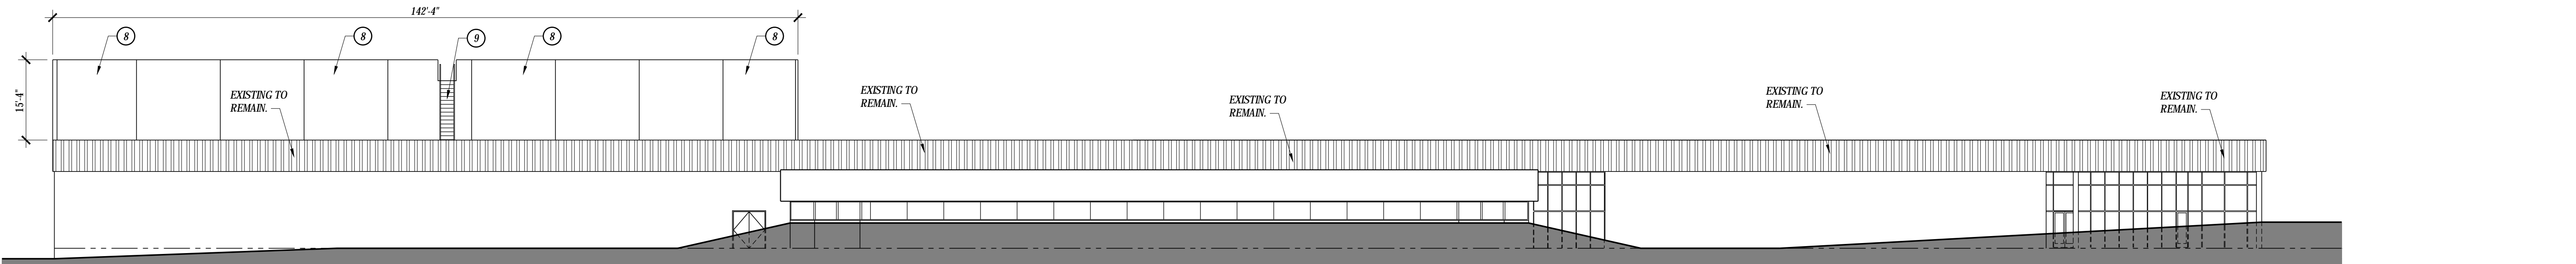 142'-4"
8
8
9
8
8
15'-4"
EXISTING TO
REMAIN.
EXISTING TO
REMAIN.
EXISTING TO
REMAIN.
EXISTING TO
REMAIN.
EXISTING TO
REMAIN.